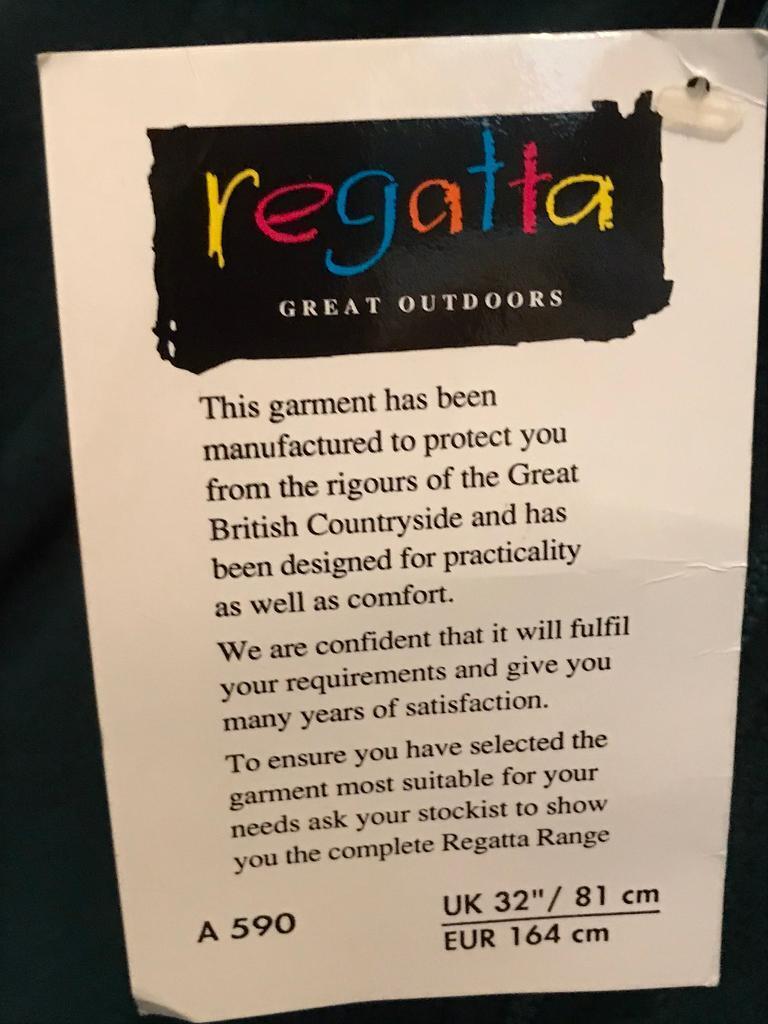 regatta
GREAT OUTDOORS
This garment has been
manufactured to protect you
from the rigours of the Great
British Countryside and has
been designed for practicality
as well as comfort.
We are confident that it will fulfil
your requirements and give you
many years of satisfaction.
To ensure you have selected the
garment most suitable for your
needs ask your stockist to show
you the complete Regatta Range
A 590
UK 32"/ 81 cm
EUR 164 cm